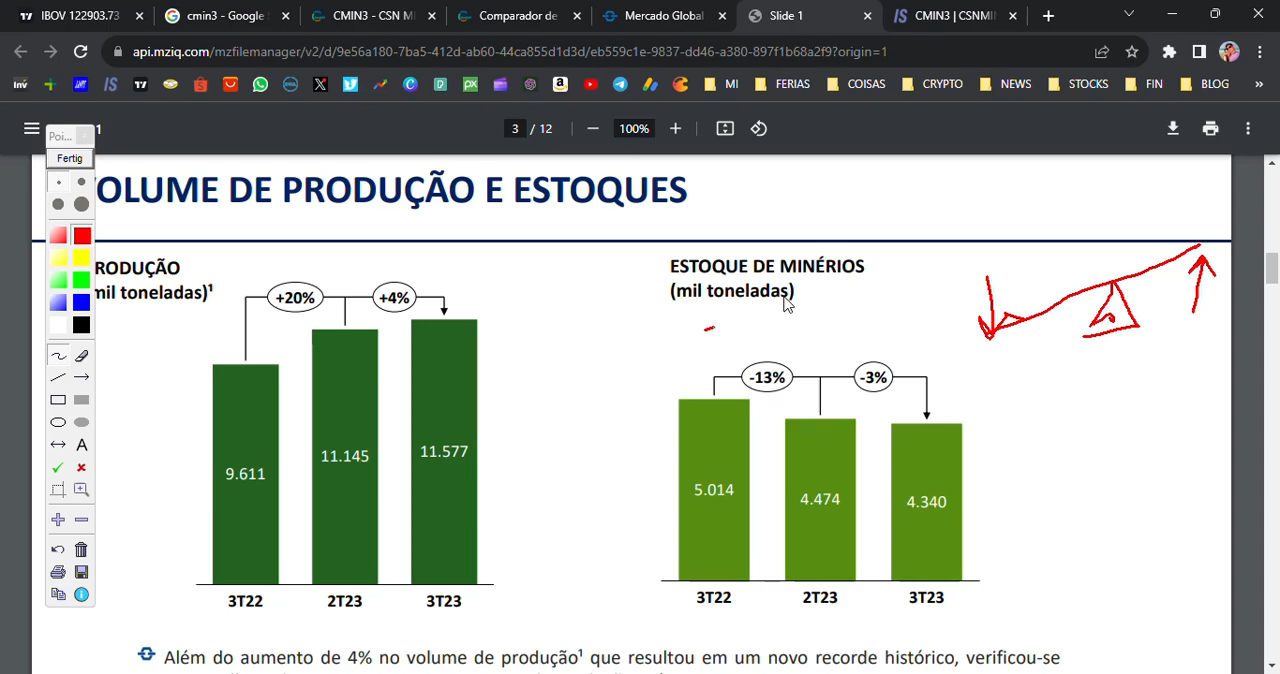 IBOV 122903.73
cmin3 - Google
CMIN3 - CSN MI
Comparador de
Mercado Global
Slide 1
CMIN3 | CSNMIN
api.mziq.com/mzfilemanager/v2/d/9e56a180-7ba5-412d-ab60-44ca855d1d3d/eb559c1e-9837-dd46-a380-897f1b68a2f9?origin=1
MI
FERIAS
COISAS
CRYPTO
NEWS
STOCKS
FIN
BLOG
»
Poi...
1
3 / 12
100%
Fertig
VOLUME DE PRODUÇÃO E ESTOQUES
RODUÇÃO
mil toneladas)¹
+20%
+4%
9.611
11.145
11.577
3T22
2T23
3T23
ESTOQUE DE MINÉRIOS
(mil toneladas)
-13%
-3%
5.014
4.474
4.340
3T22
2T23
3T23
Além do aumento de 4% no volume de produção¹ que resultou em um novo recorde histórico, verificou-se